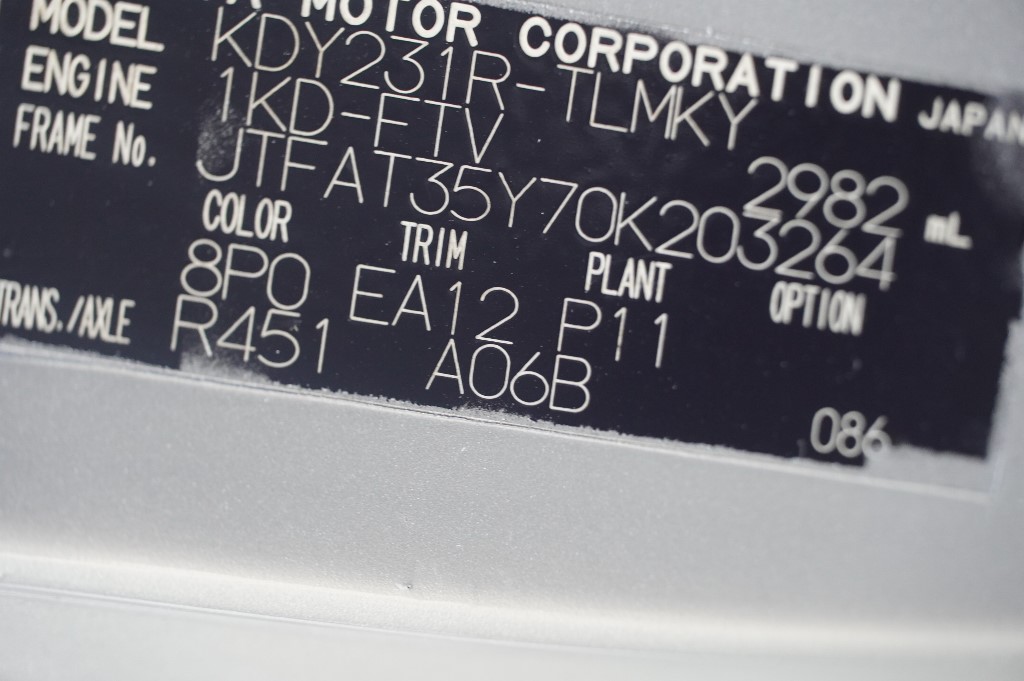 MOTOR CORPORATION JAPAN
MODEL KDY231R-TLMKY
ENGINE 1KD-FTV 2982 mL
FRAME No. JTFAT35Y70K203264
COLOR TRIM PLANT OPTION
8P0 EA12 P11
TRANS./AXLE R451 A06B
086